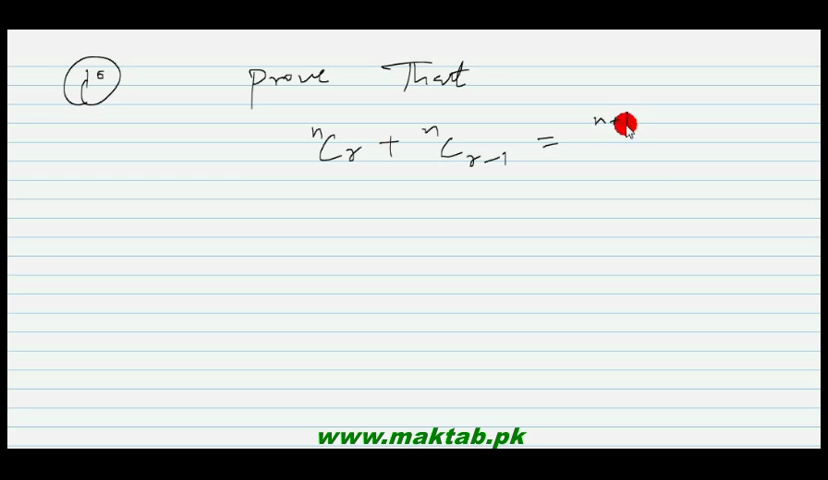 Prove That
ⁿCᵣ + ⁿCᵣ₋₁ =
www.maktab.pk